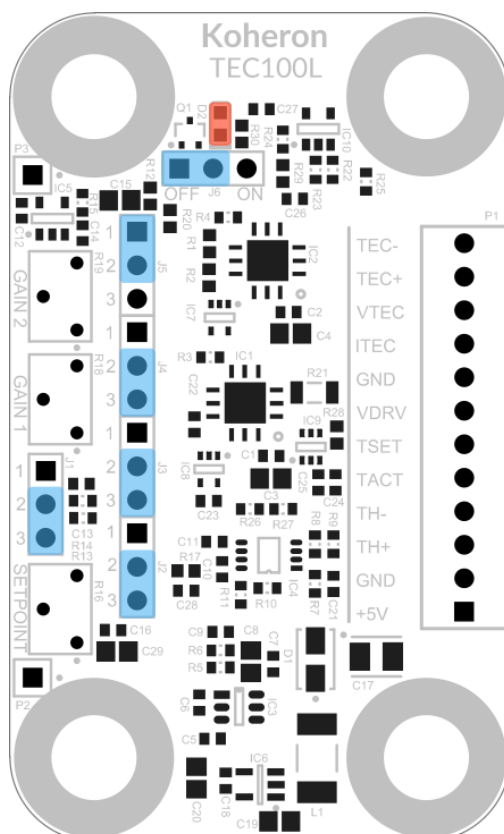 Koheron
TEC100L
Q1 D2 C27
R30 R24 IC10
P3
IC5 R15 C15 R12 OFF J6 ON R29 R23 R22 R25
C12 C14 R20 R4 C26 P1
1 2 3 J5
R19 GAIN 2
R1 R2 IC2
IC7 C2 C4
TEC-
TEC+
VTEC
ITEC
GND
VDRV
TSET
TACT
TH-
TH+
GND
+5V
1 2 3 J4
R18 GAIN 1
R3 IC1 R21
C22 R28
1 2 3 J3
IC8 C1 IC9
C23 C3 C25 C24
1 2 3 J1
C13 R14 R13
R26 R27 R8 R9
1 2 3 J2
C11 R17 C10 IC4
R11 R10 R7 C21
C28
R16 SETPOINT
C16 C29
P2
C9 R6 R5 C8 C7 D1 C17
C6 IC3
C5
IC6 L1
C20 C18 C19